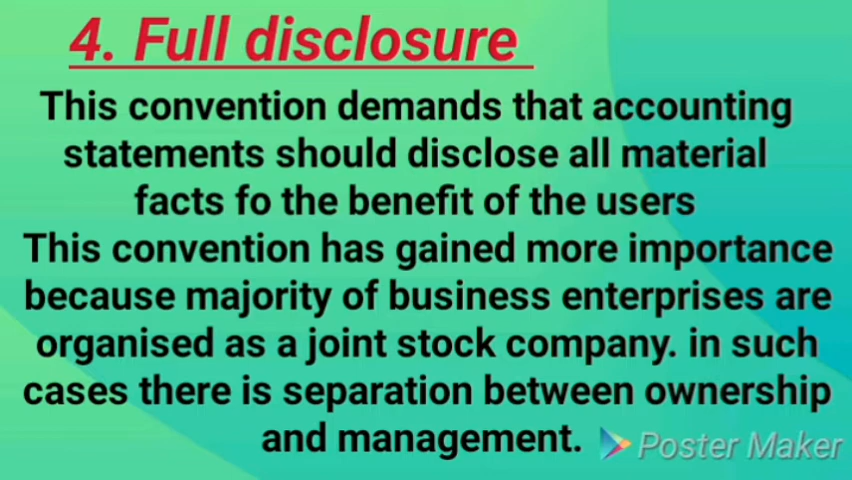 4. Full disclosure
This convention demands that accounting
statements should disclose all material
facts fo the benefit of the users
This convention has gained more importance
because majority of business enterprises are
organised as a joint stock company. in such
cases there is separation between ownership
and management.
Poster Maker